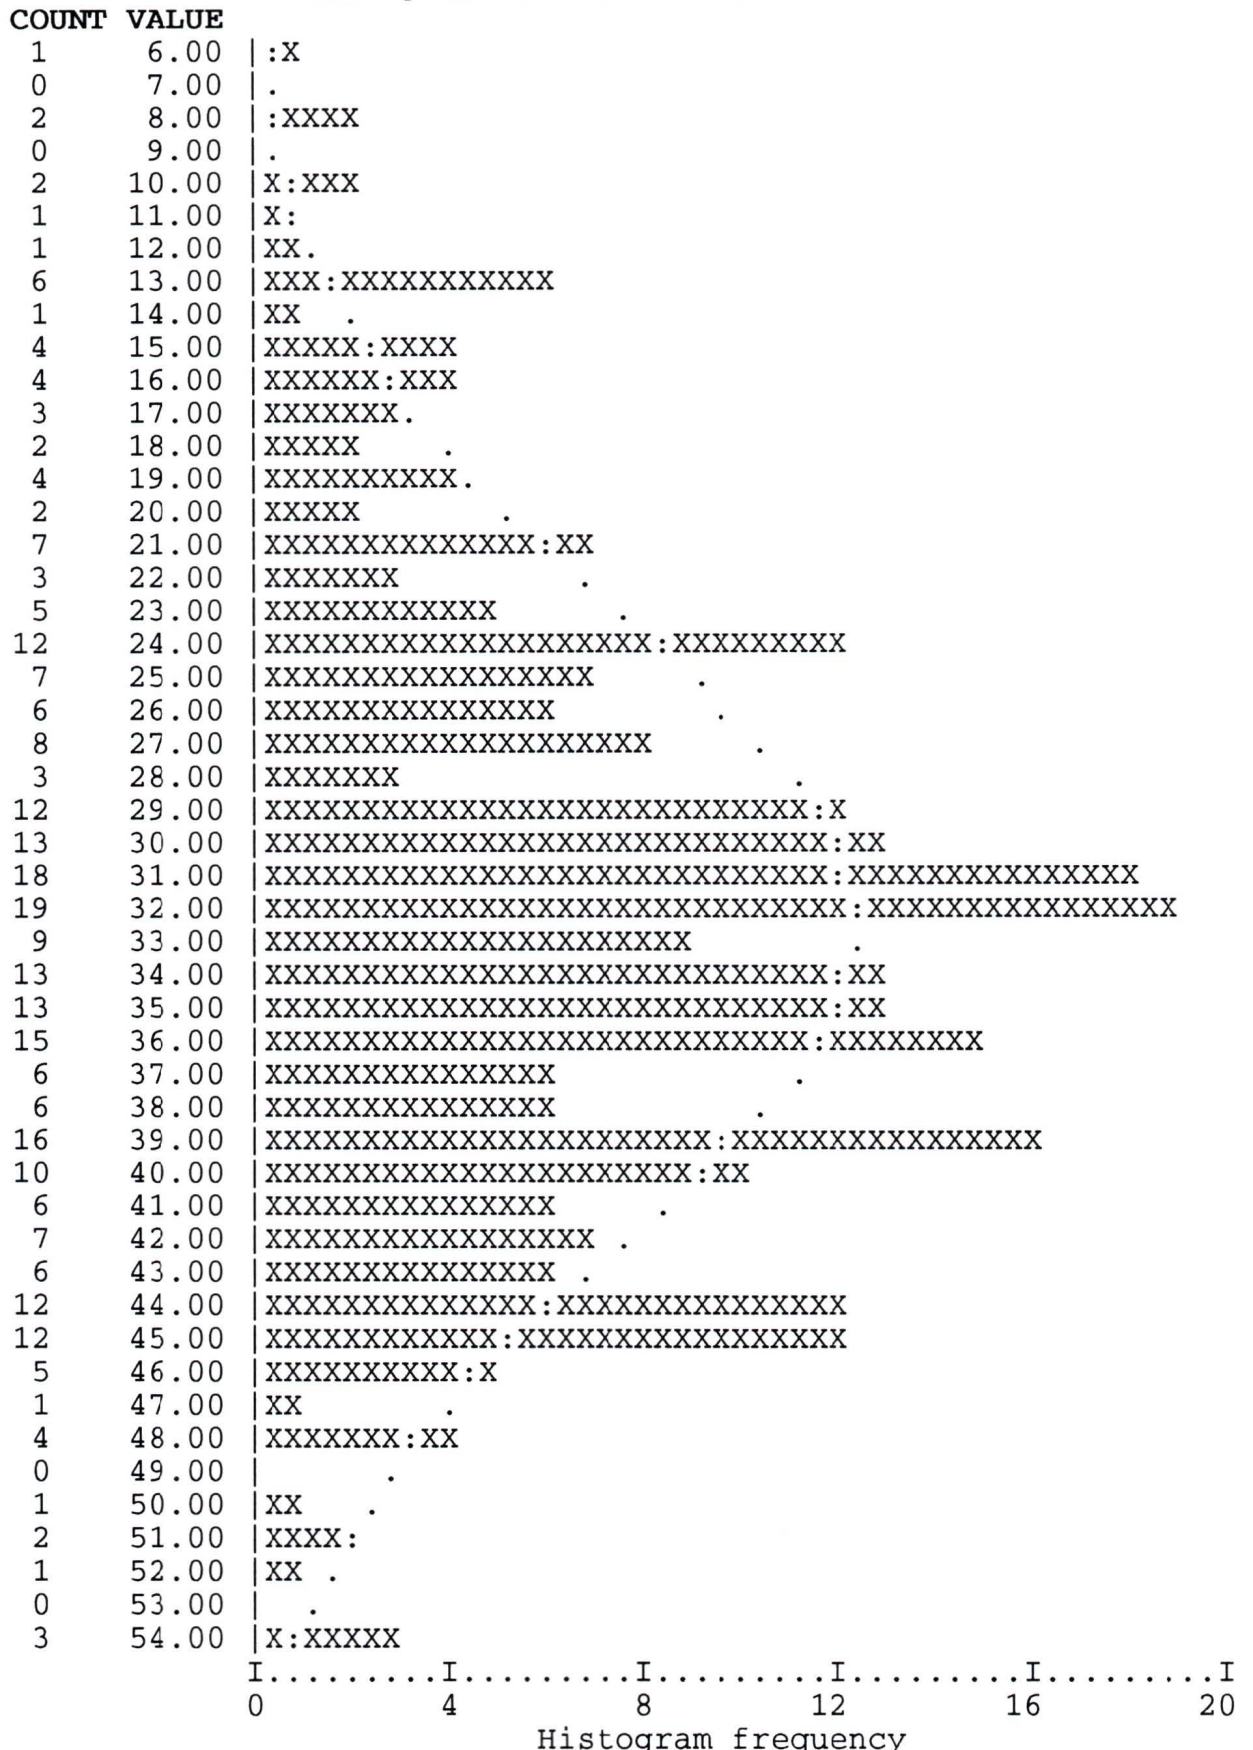 COUNT VALUE
1 6.00 |:X
0 7.00 |.
2 8.00 |:XXXX
0 9.00 |.
2 10.00 |X:XXX
1 11.00 |X:
1 12.00 |XX.
6 13.00 |XXX:XXXXXXXXXXX
1 14.00 |XX  .
4 15.00 |XXXXX:XXXX
4 16.00 |XXXXXX:XXX
3 17.00 |XXXXXXX.
2 18.00 |XXXXX    .
4 19.00 |XXXXXXXXXX.
2 20.00 |XXXXX       .
7 21.00 |XXXXXXXXXXXXXX:XX
3 22.00 |XXXXXXX         .
5 23.00 |XXXXXXXXXXXX      .
12 24.00 |XXXXXXXXXXXXXXXXXXXX:XXXXXXXXX
7 25.00 |XXXXXXXXXXXXXXXXX     .
6 26.00 |XXXXXXXXXXXXXXX        .
8 27.00 |XXXXXXXXXXXXXXXXXXXX     .
3 28.00 |XXXXXXX                    .
12 29.00 |XXXXXXXXXXXXXXXXXXXXXXXXXXXX:X
13 30.00 |XXXXXXXXXXXXXXXXXXXXXXXXXXXXX:XX
18 31.00 |XXXXXXXXXXXXXXXXXXXXXXXXXXXXX:XXXXXXXXXXXXXXX
19 32.00 |XXXXXXXXXXXXXXXXXXXXXXXXXXXXXX:XXXXXXXXXXXXXXXX
9 33.00 |XXXXXXXXXXXXXXXXXXXXXX        .
13 34.00 |XXXXXXXXXXXXXXXXXXXXXXXXXXXXX:XX
13 35.00 |XXXXXXXXXXXXXXXXXXXXXXXXXXXXX:XX
15 36.00 |XXXXXXXXXXXXXXXXXXXXXXXXXXXX:XXXXXXXX
6 37.00 |XXXXXXXXXXXXXXX            .
6 38.00 |XXXXXXXXXXXXXXX          .
16 39.00 |XXXXXXXXXXXXXXXXXXXXXXX:XXXXXXXXXXXXXXXX
10 40.00 |XXXXXXXXXXXXXXXXXXXXXX:XX
6 41.00 |XXXXXXXXXXXXXXX     .
7 42.00 |XXXXXXXXXXXXXXXXX .
6 43.00 |XXXXXXXXXXXXXXX .
12 44.00 |XXXXXXXXXXXXXX:XXXXXXXXXXXXXXX
12 45.00 |XXXXXXXXXXXX:XXXXXXXXXXXXXXXXX
5 46.00 |XXXXXXXXXX:X
1 47.00 |XX       .
4 48.00 |XXXXXXX:XX
0 49.00 |      .
1 50.00 |XX   .
2 51.00 |XXXX:
1 52.00 |XX .
0 53.00 |  .
3 54.00 |X:XXXXX
I.........I.........I.........I.........I.........I
0 4 8 12 16 20
Histogram frequency